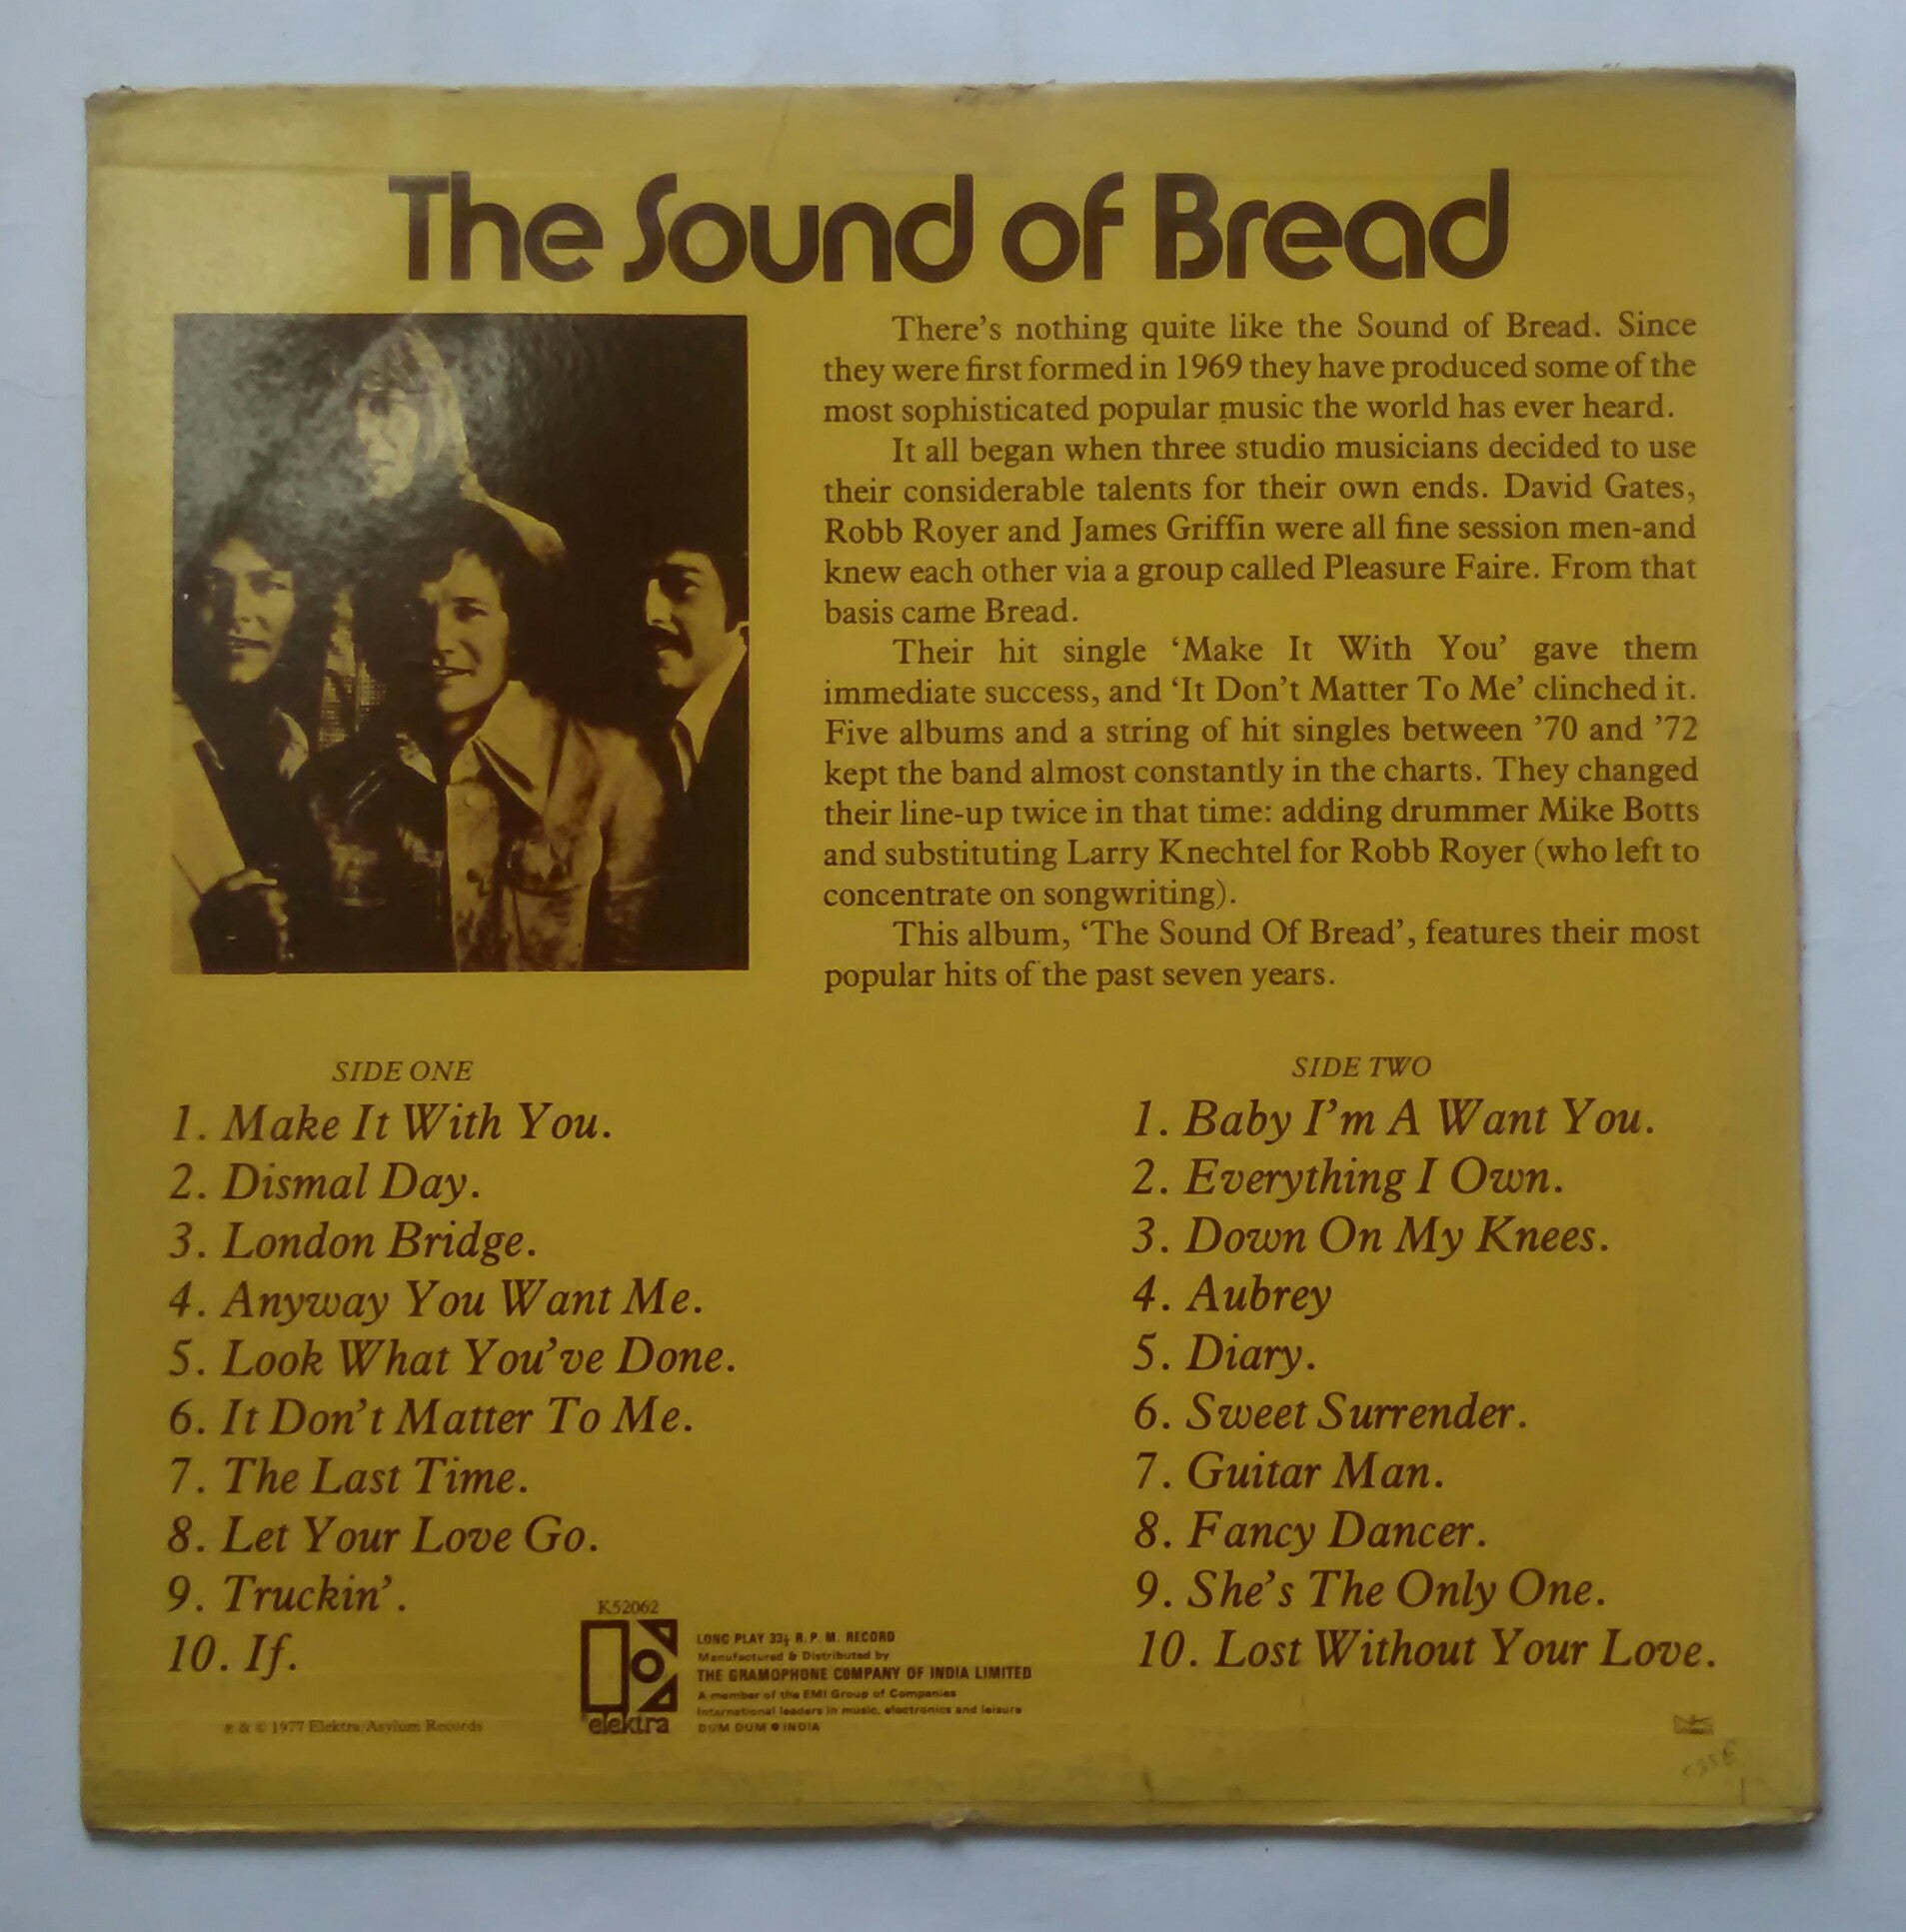 The Sound of Bread
There's nothing quite like the Sound of Bread. Since
they were first formed in 1969 they have produced some of the
most sophisticated popular music the world has ever heard.
It all began when three studio musicians decided to use
their considerable talents for their own ends. David Gates,
Robb Royer and James Griffin were all fine session men-and
knew each other via a group called Pleasure Faire. From that
basis came Bread.
Their hit single ‘Make It With You’ gave them
immediate success, and ‘It Don't Matter To Me’ clinched it.
Five albums and a string of hit singles between ’70 and ’72
kept the band almost constantly in the charts. They changed
their line-up twice in that time: adding drummer Mike Botts
and substituting Larry Knechtel for Robb Royer (who left to
concentrate on songwriting).
This album, ‘The Sound Of Bread’, features their most
popular hits of the past seven years.
SIDE ONE
1. Make It With You.
2. Dismal Day.
3. London Bridge.
4. Anyway You Want Me.
5. Look What You've Done.
6. It Don't Matter To Me.
7. The Last Time.
8. Let Your Love Go.
9. Truckin'.
10. If.
SIDE TWO
1. Baby I'm A Want You.
2. Everything I Own.
3. Down On My Knees.
4. Aubrey
5. Diary.
6. Sweet Surrender.
7. Guitar Man.
8. Fancy Dancer.
9. She's The Only One.
10. Lost Without Your Love.
K52062
elektra
LONG PLAY 33⅓ R. P. M. RECORD
Manufactured & Distributed by
THE GRAMOPHONE COMPANY OF INDIA LIMITED
A member of the EMI Group of Companies
International leaders in music, electronics and leisure
DUM DUM ● INDIA
℗ & © 1977 Elektra/Asylum Records